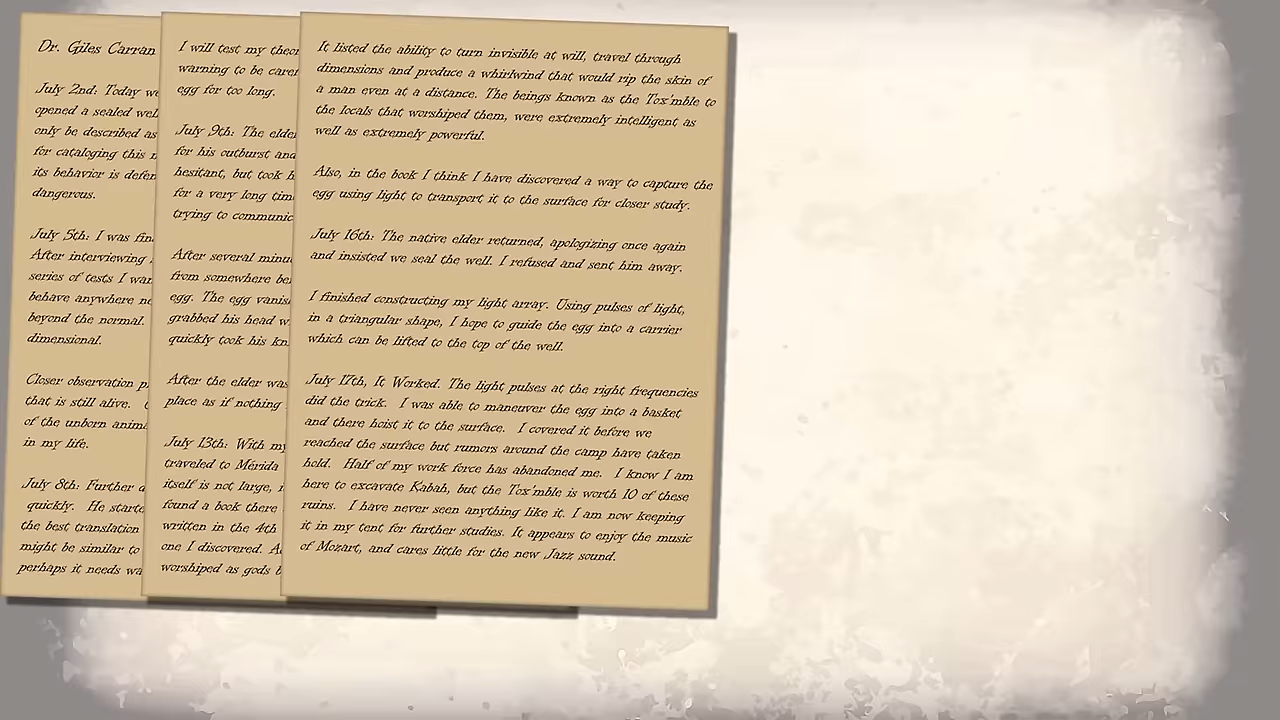 Dr. Giles Carran
July 2nd: Today we
opened a sealed well
only be described as
for cataloging this
its behavior is defen
dangerous.
July 5th: I was fin
After interviewing
series of tests I wan
behave anywhere ne
beyond the normal.
dimensional.
Closer observation p
that is still alive.
of the unborn anima
in my life.
July 8th: Further d
quickly. He starte
the best translation
might be similar to
perhaps it needs wa
I will test my theor
warning to be care
egg for too long.
July 9th: The elde
for his outburst and
hesitant, but took h
for a very long tim
trying to communic
After several minu
from somewhere be
egg. The egg vanis
grabbed his head w
quickly took his kn
After the elder was
place as if nothing
July 13th: With my
traveled to Mérida
itself is not large, i
found a book there
written in the 4th
one I discovered. A
worshiped as gods b
It listed the ability to turn invisible at will, travel through
dimensions and produce a whirlwind that would rip the skin of
a man even at a distance. The beings known as the Tox'mble to
the locals that worshiped them, were extremely intelligent as
well as extremely powerful.
Also, in the book I think I have discovered a way to capture the
egg using light to transport it to the surface for closer study.
July 16th: The native elder returned, apologizing once again
and insisted we seal the well. I refused and sent him away.
I finished constructing my light array. Using pulses of light,
in a triangular shape, I hope to guide the egg into a carrier
which can be lifted to the top of the well.
July 17th, It Worked. The light pulses at the right frequencies
did the trick. I was able to maneuver the egg into a basket
and there hoist it to the surface. I covered it before we
reached the surface but rumors around the camp have taken
hold. Half of my work force has abandoned me. I know I am
here to excavate Kabah, but the Tox'mble is worth 10 of these
ruins. I have never seen anything like it. I am now keeping
it in my tent for further studies. It appears to enjoy the music
of Mozart, and cares little for the new Jazz sound.